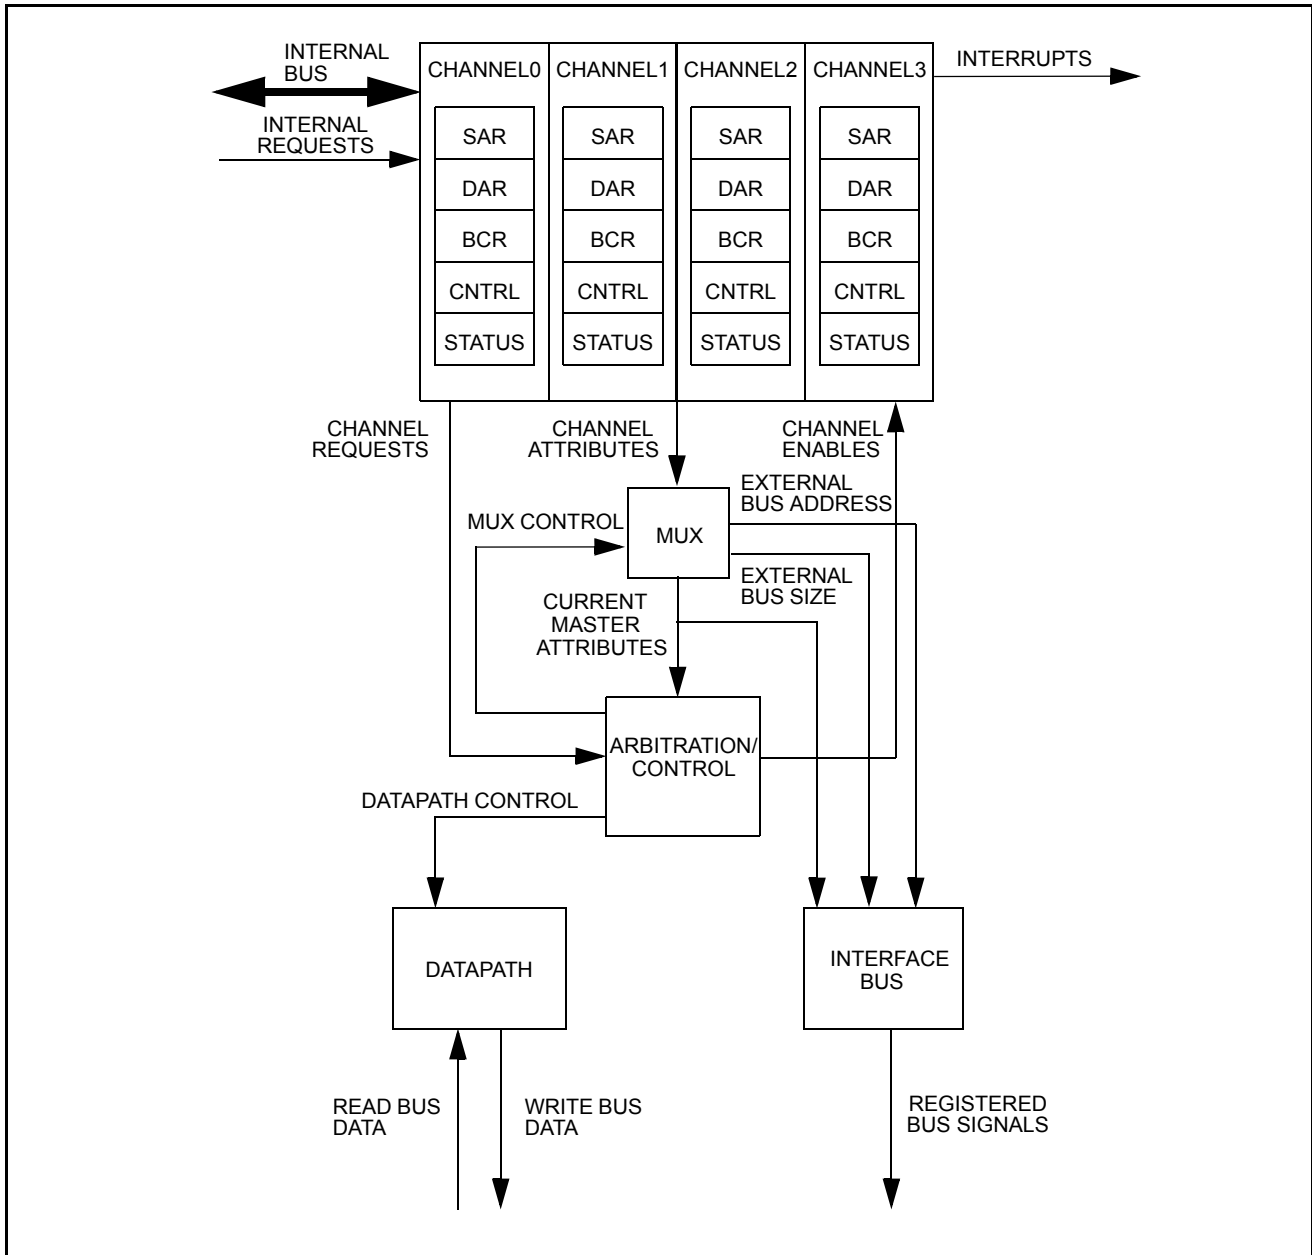 INTERNAL
BUS
CHANNEL0
CHANNEL1
CHANNEL2
CHANNEL3
INTERRUPTS
INTERNAL
REQUESTS
SAR
SAR
SAR
SAR
DAR
DAR
DAR
DAR
BCR
BCR
BCR
BCR
CNTRL
CNTRL
CNTRL
CNTRL
STATUS
STATUS
STATUS
STATUS
CHANNEL
REQUESTS
CHANNEL
ATTRIBUTES
CHANNEL
ENABLES
EXTERNAL
BUS ADDRESS
MUX CONTROL
MUX
EXTERNAL
BUS SIZE
CURRENT
MASTER
ATTRIBUTES
ARBITRATION/
CONTROL
DATAPATH CONTROL
DATAPATH
INTERFACE
BUS
READ BUS
DATA
WRITE BUS
DATA
REGISTERED
BUS SIGNALS